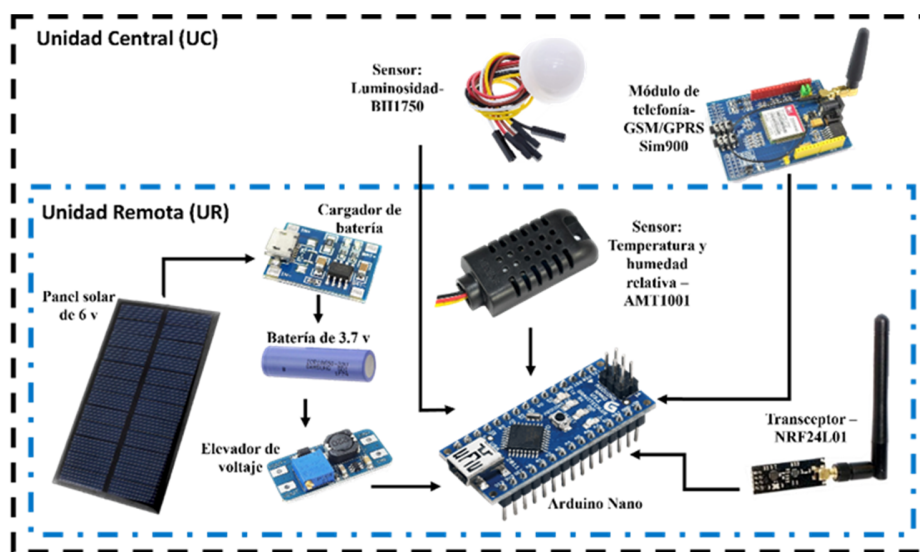 Unidad Central (UC)
Sensor:
Luminosidad-
BH1750
Módulo de
telefonía-
GSM/GPRS
Sim900
Unidad Remota (UR)
Cargador de
batería
Sensor:
Temperatura y
humedad
relativa –
AMT1001
Panel solar
de 6 v
Batería de 3.7 v
Elevador de
voltaje
Transceptor –
NRF24L01
Arduino Nano